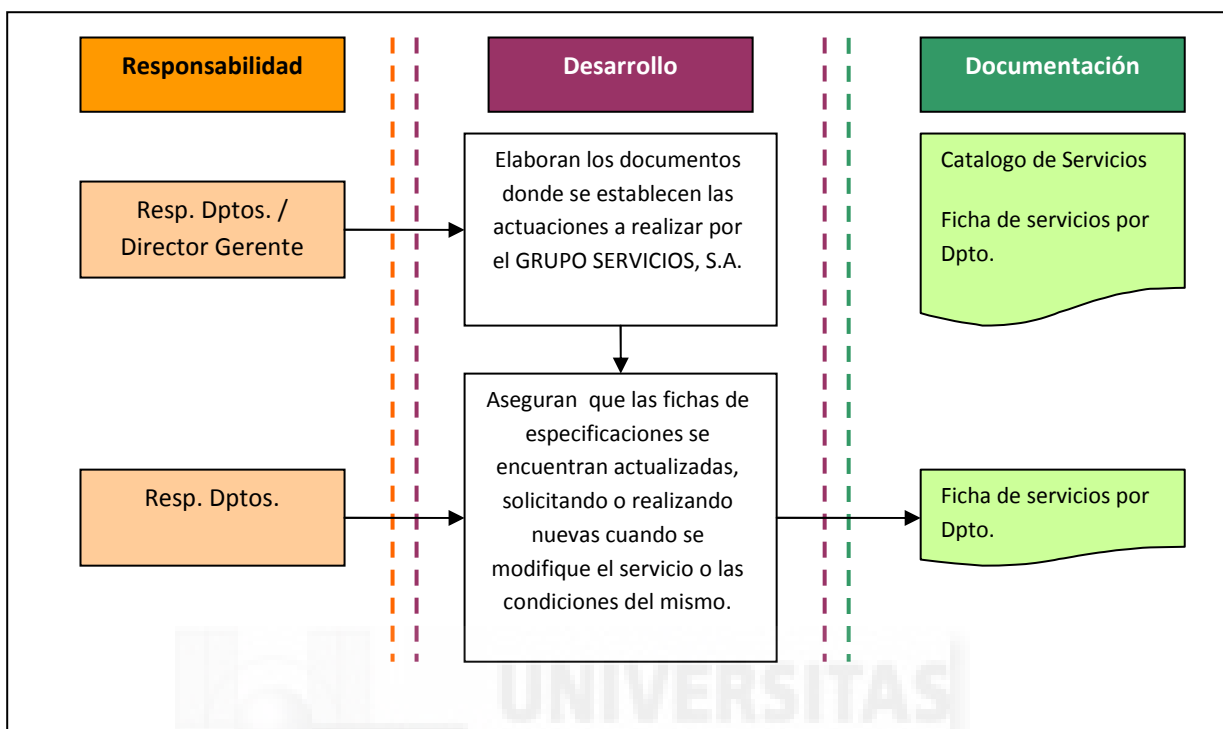 Responsabilidad
Desarrollo
Documentación
Resp. Dptos. /
Director Gerente
Elaboran los documentos
donde se establecen las
actuaciones a realizar por
el GRUPO SERVICIOS, S.A.
Catalogo de Servicios
Ficha de servicios por
Dpto.
Resp. Dptos.
Aseguran  que las fichas de
especificaciones se
encuentran actualizadas,
solicitando o realizando
nuevas cuando se
modifique el servicio o las
condiciones del mismo.
Ficha de servicios por
Dpto.
UNIVERSITAS